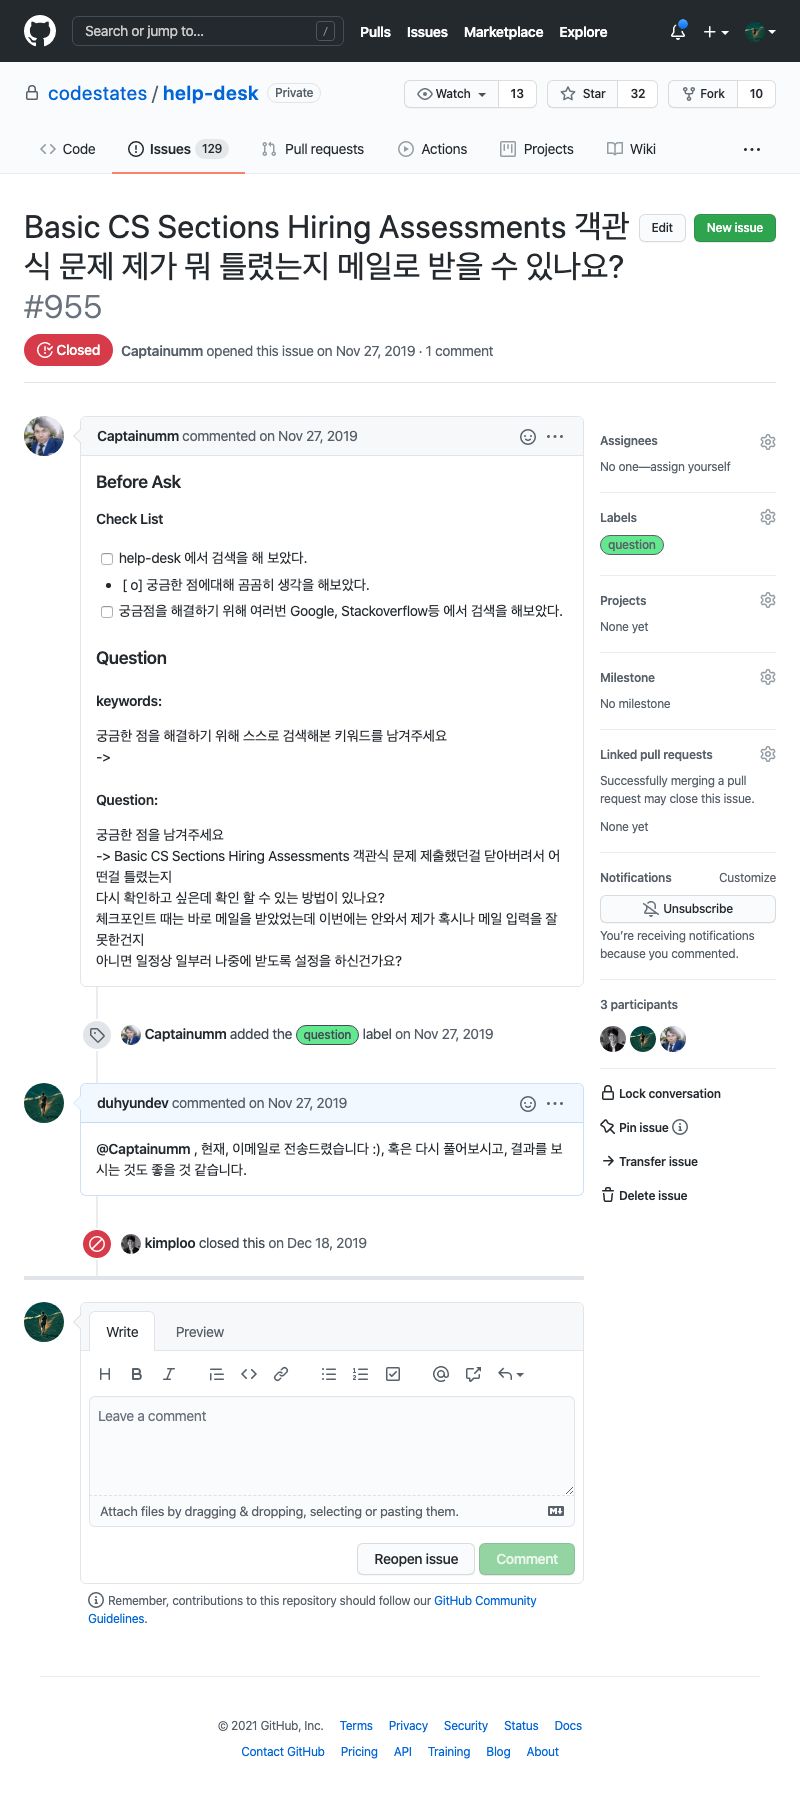 Search or jump to... /
Pulls Issues Marketplace Explore
codestates / help-desk Private
Watch 13 Star 32 Fork 10
Code Issues 129 Pull requests Actions Projects Wiki ...
Basic CS Sections Hiring Assessments 객관
식 문제 제가 뭐 틀렸는지 메일로 받을 수 있나요?
#955
Edit New issue
Closed Captainumm opened this issue on Nov 27, 2019 · 1 comment
Captainumm commented on Nov 27, 2019
Before Ask
Check List
help-desk 에서 검색을 해 보았다.
• [ o] 궁금한 점에대해 곰곰히 생각을 해보았다.
궁금점을 해결하기 위해 여러번 Google, Stackoverflow등 에서 검색을 해보았다.
Question
keywords:
궁금한 점을 해결하기 위해 스스로 검색해본 키워드를 남겨주세요
->
Question:
궁금한 점을 남겨주세요
-> Basic CS Sections Hiring Assessments 객관식 문제 제출했던걸 닫아버려서 어
떤걸 틀렸는지
다시 확인하고 싶은데 확인 할 수 있는 방법이 있나요?
체크포인트 때는 바로 메일을 받았었는데 이번에는 안와서 제가 혹시나 메일 입력을 잘
못한건지
아니면 일정상 일부러 나중에 받도록 설정을 하신건가요?
Captainumm added the question label on Nov 27, 2019
duhyundev commented on Nov 27, 2019
@Captainumm , 현재, 이메일로 전송드렸습니다 :), 혹은 다시 풀어보시고, 결과를 보
시는 것도 좋을 것 같습니다.
kimploo closed this on Dec 18, 2019
Assignees
No one—assign yourself
Labels
question
Projects
None yet
Milestone
No milestone
Linked pull requests
Successfully merging a pull
request may close this issue.
None yet
Notifications Customize
Unsubscribe
You're receiving notifications
because you commented.
3 participants
Lock conversation
Pin issue
Transfer issue
Delete issue
Write Preview
Leave a comment
Attach files by dragging & dropping, selecting or pasting them.
Reopen issue Comment
Remember, contributions to this repository should follow our GitHub Community
Guidelines.
© 2021 GitHub, Inc. Terms Privacy Security Status Docs
Contact GitHub Pricing API Training Blog About